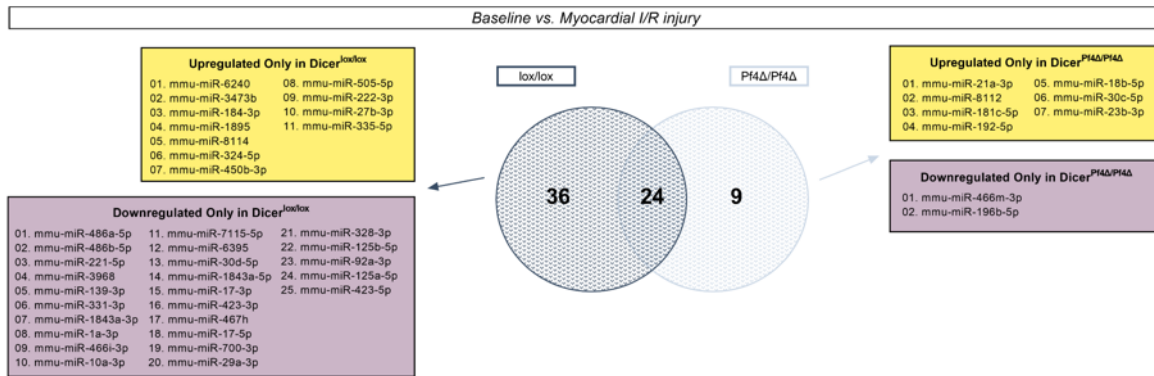 Baseline vs. Myocardial I/R injury
Upregulated Only in Dicer^lox/lox
01. mmu-miR-6240
02. mmu-miR-3473b
03. mmu-miR-184-3p
04. mmu-miR-1895
05. mmu-miR-8114
06. mmu-miR-324-5p
07. mmu-miR-450b-3p
08. mmu-miR-505-5p
09. mmu-miR-222-3p
10. mmu-miR-27b-3p
11. mmu-miR-335-5p
Downregulated Only in Dicer^lox/lox
01. mmu-miR-486a-5p
02. mmu-miR-486b-5p
03. mmu-miR-221-5p
04. mmu-miR-3968
05. mmu-miR-139-3p
06. mmu-miR-331-3p
07. mmu-miR-1843a-3p
08. mmu-miR-1a-3p
09. mmu-miR-466i-3p
10. mmu-miR-10a-3p
11. mmu-miR-7115-5p
12. mmu-miR-6395
13. mmu-miR-30d-5p
14. mmu-miR-1843a-5p
15. mmu-miR-17-3p
16. mmu-miR-423-3p
17. mmu-miR-467h
18. mmu-miR-17-5p
19. mmu-miR-700-3p
20. mmu-miR-29a-3p
21. mmu-miR-328-3p
22. mmu-miR-125b-5p
23. mmu-miR-92a-3p
24. mmu-miR-125a-5p
25. mmu-miR-423-5p
lox/lox
Pf4Δ/Pf4Δ
36
24
9
Upregulated Only in Dicer^Pf4Δ/Pf4Δ
01. mmu-miR-21a-3p
02. mmu-miR-8112
03. mmu-miR-181c-5p
04. mmu-miR-192-5p
05. mmu-miR-18b-5p
06. mmu-miR-30c-5p
07. mmu-miR-23b-3p
Downregulated Only in Dicer^Pf4Δ/Pf4Δ
01. mmu-miR-466m-3p
02. mmu-miR-196b-5p